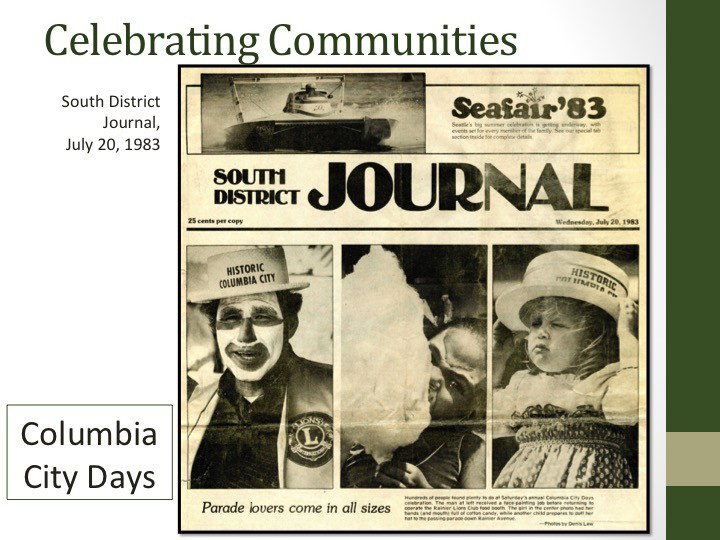 Celebrating Communities
South District
Journal,
July 20, 1983
Seafair'83
Seattle's big summer celebration is getting underway, with
events set for every member of the family. See our special tab
section inside for complete details.
SOUTH
DISTRICT JOURNAL
25 cents per copy
Wednesday, July 20, 1983
HISTORIC
COLUMBIA CITY
HISTORIC
COLUMBIA
LIONS
L
INTERNATIONAL
Columbia
City Days
Parade lovers come in all sizes
Hundreds of people found plenty to do at Saturday's annual Columbia City Days
celebration. The man at left received a face-painting job before returning to
operate the Rainier Lions Club food booth. The girl in the center photo had her
hands (and mouth) full of cotton candy, while another child prepares to doff her
hat to the passing parade down Rainier Avenue.
—Photos by Denis Law